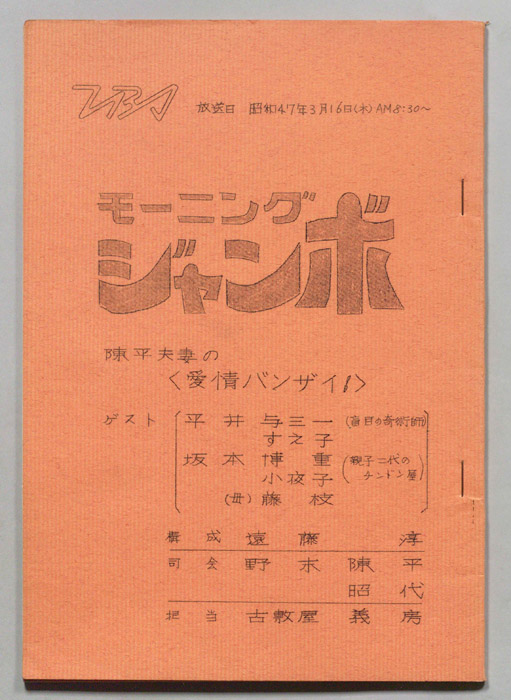 TBS 放送日 昭和47年3月16日(木)AM8:30~
モーニング
ジャンボ
陳平夫妻の
〈愛情バンザイ!〉
ゲスト 平井 与三一 (盲目の奇術師)
すえ子
坂本 博重 (親子二代の
チンドン屋)
小夜子
(母) 藤枝
構成 遠藤 淳
司会 野末 陳平
昭代
担当 古敷屋 義房